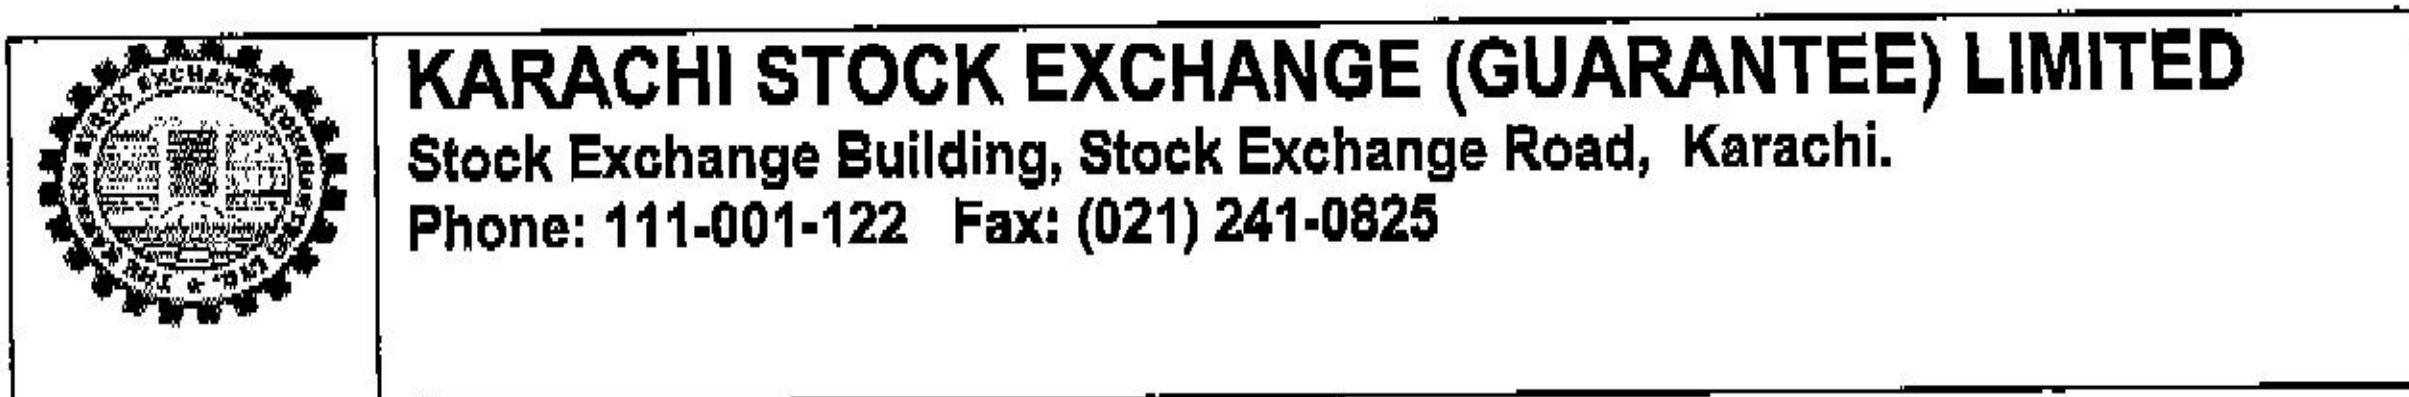 KARACHI STOCK EXCHANGE (GUARANTEE) LIMITED
Stock Exchange Building, Stock Exchange Road, Karachi.
Phone: 111-001-122 Fax: (021) 241-0825